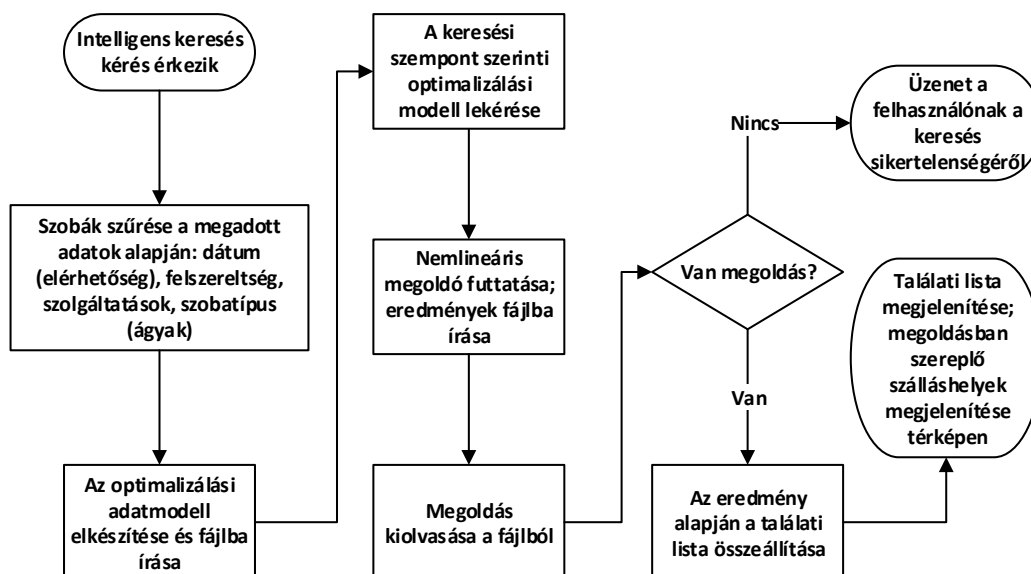 Intelligens keresés
kérés érkezik
Szobák szűrése a megadott
adatok alapján: dátum
(elérhetőség), felszereltség,
szolgáltatások, szobatípus
(ágyak)
Az optimalizálási
adatmodell
elkészítése és fájlba
írása
A keresési
szempont szerinti
optimalizálási
modell lekérése
Nemlineáris
megoldó futtatása;
eredmények fájlba
írása
Megoldás
kiolvasása a fájlból
Van megoldás?
Nincs
Üzenet a
felhasználónak a
keresés
sikertelenségéről
Van
Az eredmény
alapján a találati
lista összeállítása
Találati lista
megjelenítése;
megoldásban
szereplő
szálláshelyek
megjelenítése
térképen